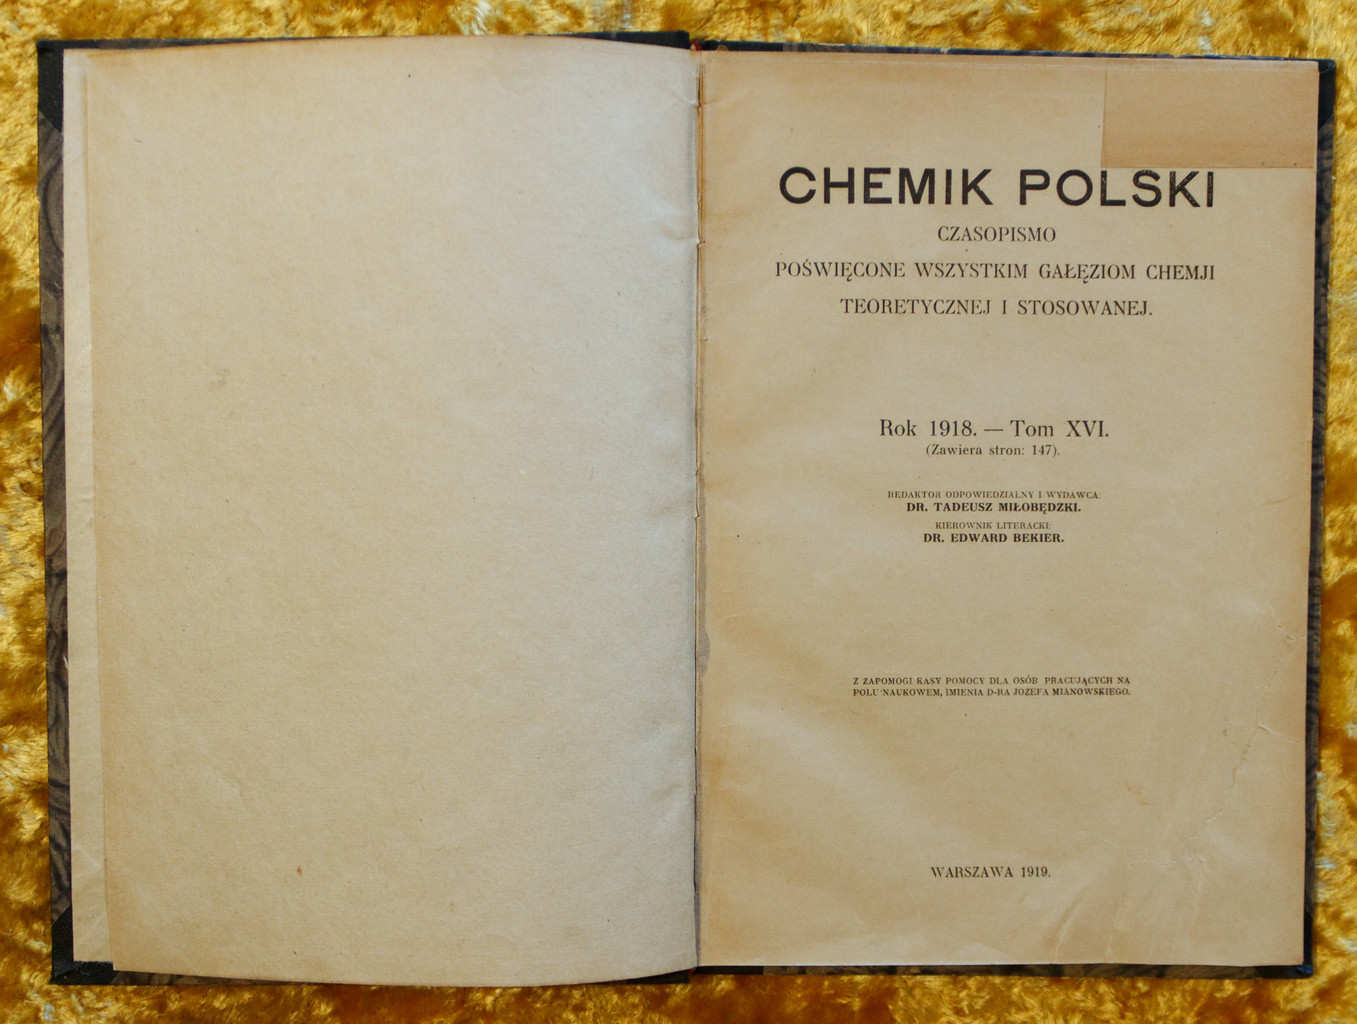 CHEMIK POLSKI
CZASOPISMO
POŚWIĘCONE WSZYSTKIM GAŁĘZIOM CHEMJI
TEORETYCZNEJ I STOSOWANEJ.
Rok 1918. — Tom XVI.
(Zawiera stron: 147).
REDAKTOR ODPOWIEDZIALNY I WYDAWCA:
DR. TADEUSZ MIŁOBĘDZKI.
KIEROWNIK LITERACKI:
DR. EDWARD BEKIER.
Z ZAPOMOGI KASY POMOCY DLA OSÓB PRACUJĄCYCH NA
POLU NAUKOWEM, IMIENIA D-RA JOZEFA MIANOWSKIEGO.
WARSZAWA 1919.